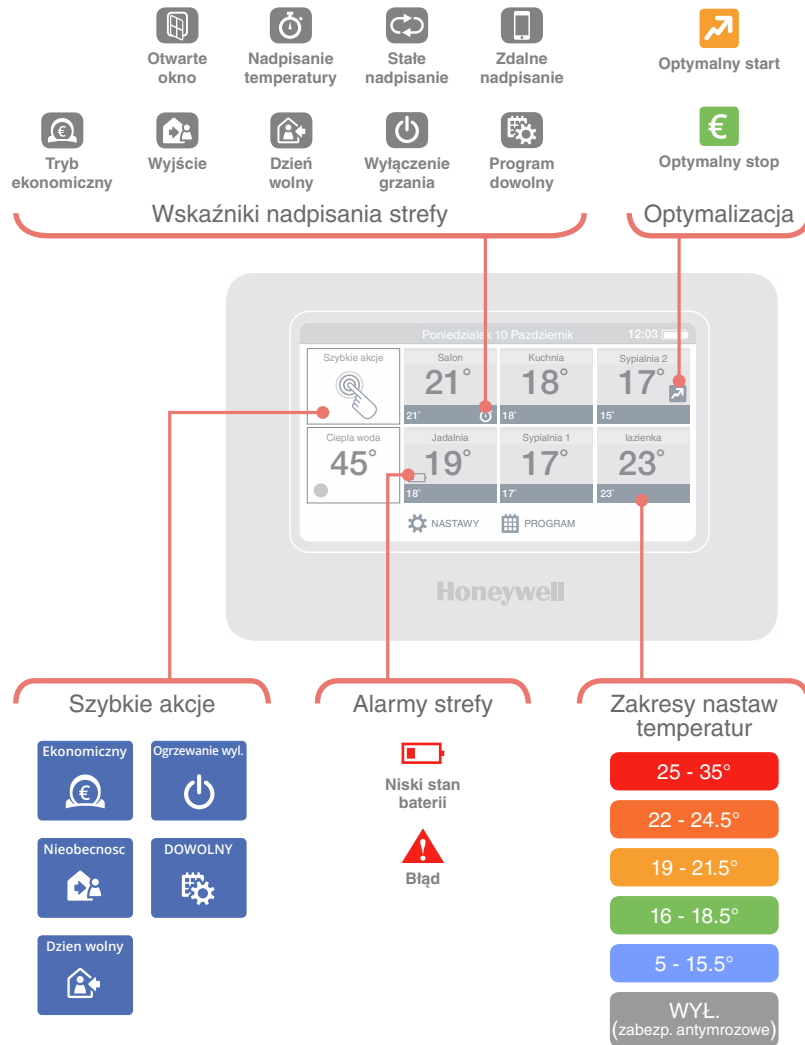 Otwarte
okno
Nadpisanie
temperatury
Stałe
nadpisanie
Zdalne
nadpisanie
Optymalny start
Tryb
ekonomiczny
Wyjście
Dzień
wolny
Wyłączenie
grzania
Program
dowolny
€
Optymalny stop
Wskaźniki nadpisania strefy
Optymalizacja
Poniedzialek 10 Pazdziernik 12:03
Szybkie akcje
Salon
21°
21°
Kuchnia
18°
18°
Sypialnia 2
17°
15°
Ciepla woda
45°
Jadalnia
19°
18°
Sypialnia 1
17°
17°
lazienka
23°
23°
NASTAWY
PROGRAM
Honeywell
Szybkie akcje
Ekonomiczny
€
Ogrzewanie wyl.
Nieobecnosc
DOWOLNY
Dzien wolny
Alarmy strefy
Niski stan
baterii
Błąd
Zakresy nastaw
temperatur
25 - 35°
22 - 24.5°
19 - 21.5°
16 - 18.5°
5 - 15.5°
WYŁ.
(zabezp. antymrozowe)